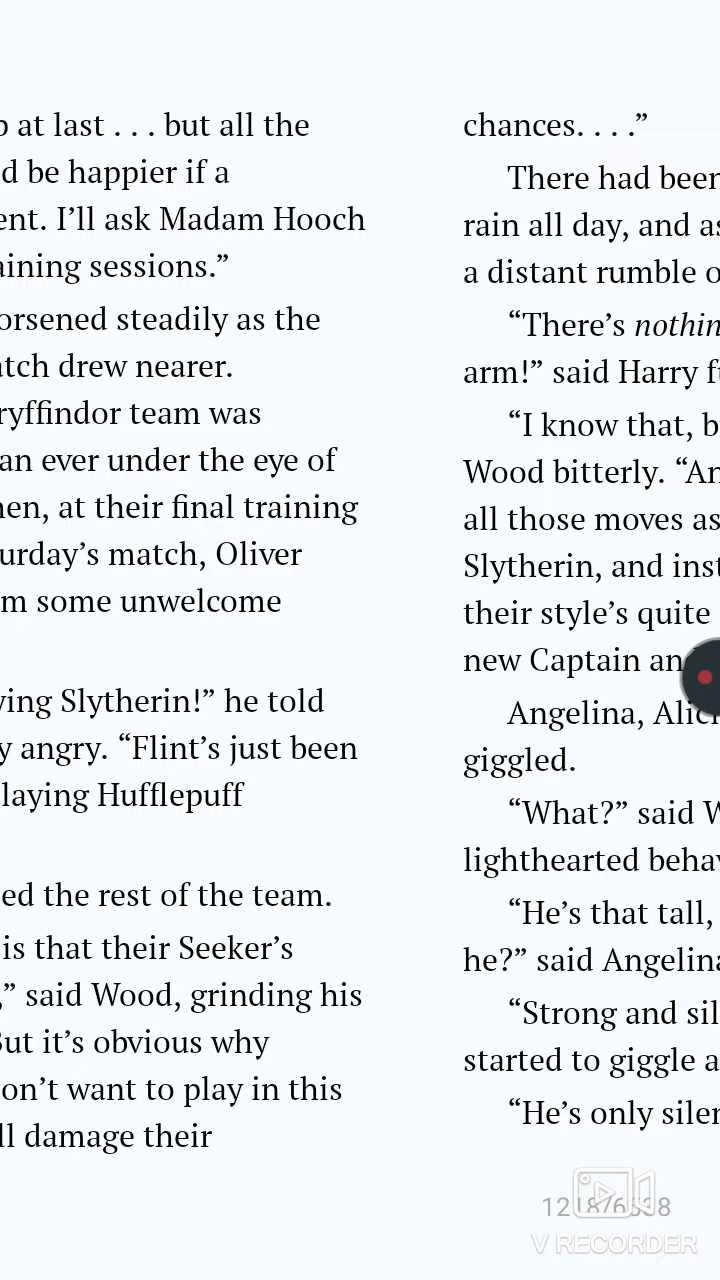 at last . . . but all the
d be happier if a
ent. I’ll ask Madam Hooch
aining sessions.”
orsened steadily as the
atch drew nearer.
ryffindor team was
an ever under the eye of
hen, at their final training
urday’s match, Oliver
m some unwelcome
ying Slytherin!” he told
y angry. “Flint’s just been
laying Hufflepuff
ed the rest of the team.
is that their Seeker’s
,” said Wood, grinding his
But it’s obvious why
on’t want to play in this
ll damage their
chances. . . .”
There had been
rain all day, and as
a distant rumble o
“There’s nothin
arm!” said Harry fu
“I know that, b
Wood bitterly. “An
all those moves as
Slytherin, and inst
their style’s quite
new Captain an
Angelina, Alic
giggled.
“What?” said W
lighthearted behav
“He’s that tall,
he?” said Angelina
“Strong and sil
started to giggle a
“He’s only siler
V RECORDER